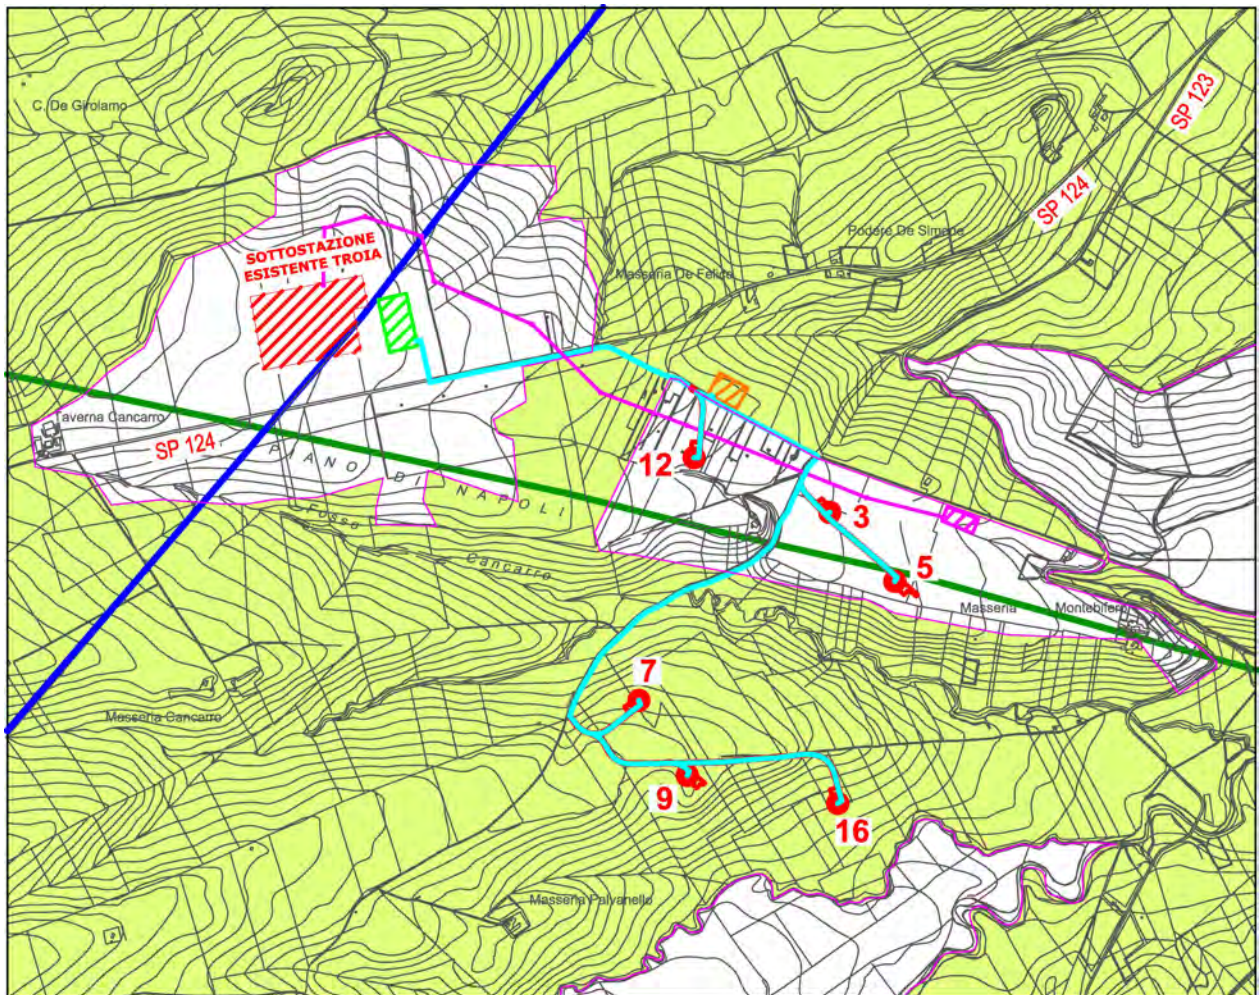 C. De Girolamo
SP 123
SP 124
Podere De Simone
SOTTOSTAZIONE
ESISTENTE TROIA
Masseria De Felice
Taverna Cancarro
SP 124
PIANO DI NAPOLI
12
3
Fosso
Cancarro
5
Masseria Montebifero
7
Masseria Cancarro
9
16
Masseria Palvanello